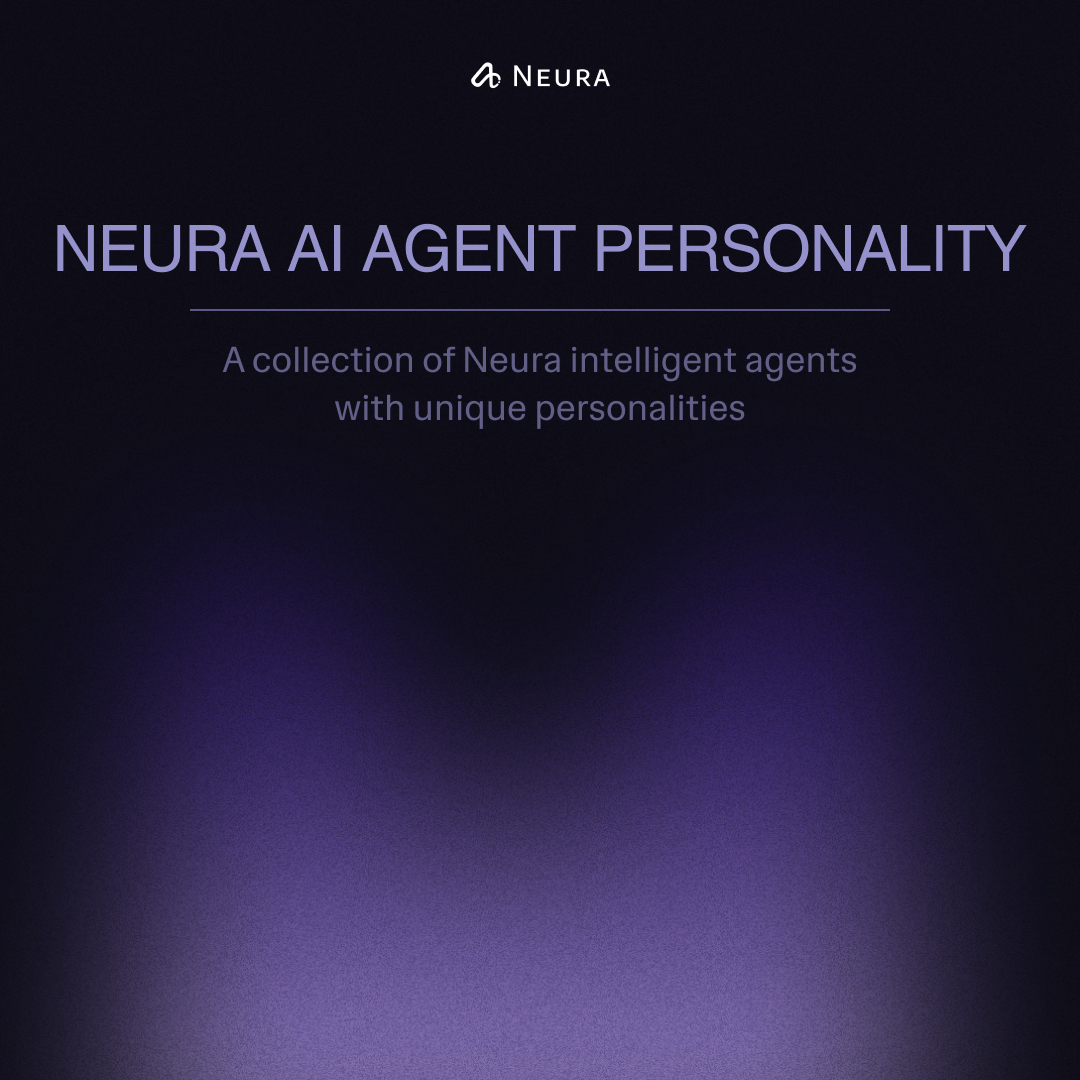 NEURA
NEURA AI AGENT PERSONALITY
A collection of Neura intelligent agents
with unique personalities